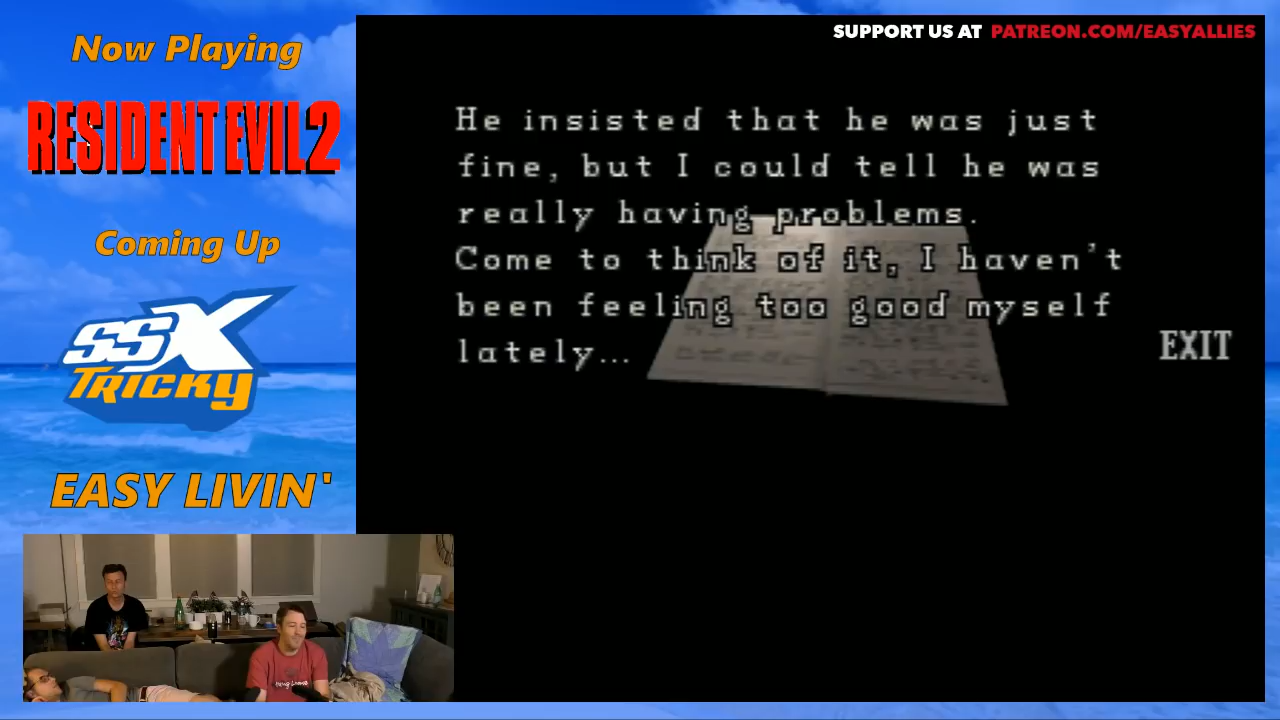 Now Playing
RESIDENT EVIL 2
Coming Up
SSX
TRICKY
EASY LIVIN'
SUPPORT US AT PATREON.COM/EASYALLIES
He insisted that he was just
fine, but I could tell he was
really having problems.
Come to think of it, I haven't
been feeling too good myself
lately...
EXIT